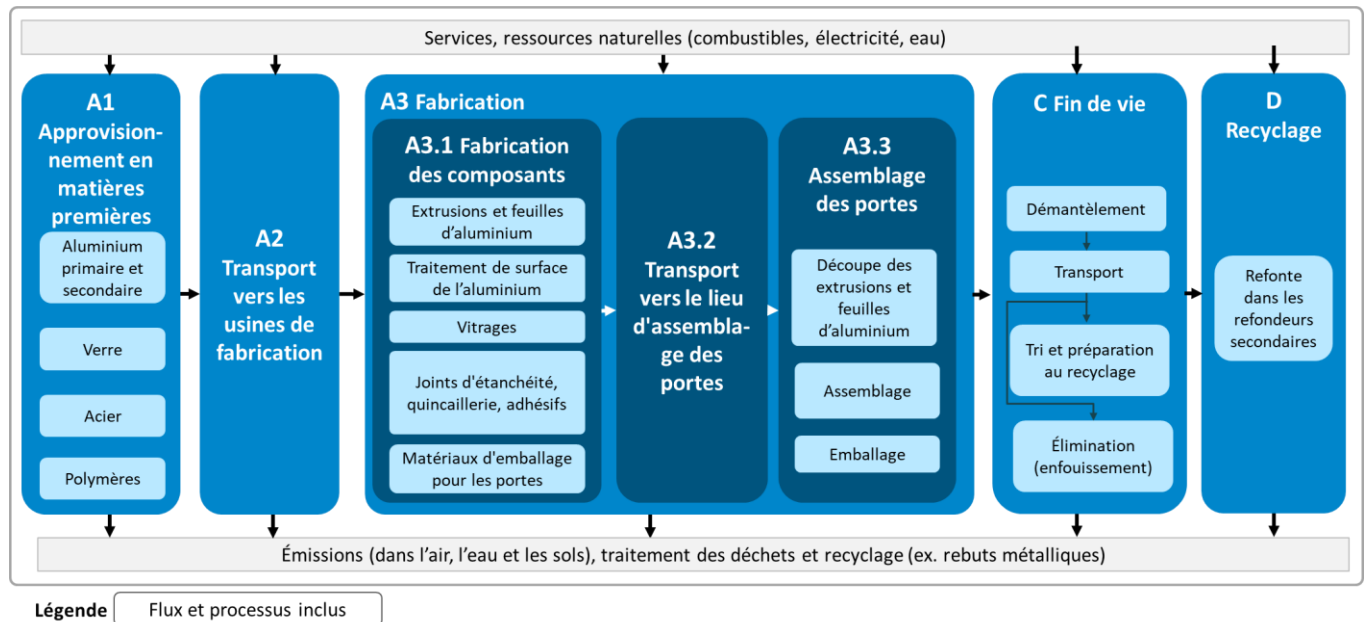 Services, ressources naturelles (combustibles, électricité, eau)
A1
Approvision-
nement en
matières
premières
Aluminium
primaire et
secondaire
Verre
Acier
Polymères
A2
Transport
vers les
usines de
fabrication
A3 Fabrication
A3.1 Fabrication
des composants
Extrusions et feuilles
d’aluminium
Traitement de surface
de l’aluminium
Vitrages
Joints d'étanchéité,
quincaillerie, adhésifs
Matériaux d'emballage
pour les portes
A3.2
Transport
vers le lieu
d'assembla-
ge des
portes
A3.3
Assemblage
des portes
Découpe des
extrusions et
feuilles
d’aluminium
Assemblage
Emballage
C Fin de vie
Démantèlement
Transport
Tri et préparation
au recyclage
Élimination
(enfouissement)
D
Recyclage
Refonte
dans les
refondeurs
secondaires
Émissions (dans l’air, l’eau et les sols), traitement des déchets et recyclage (ex. rebuts métalliques)
Légende
Flux et processus inclus